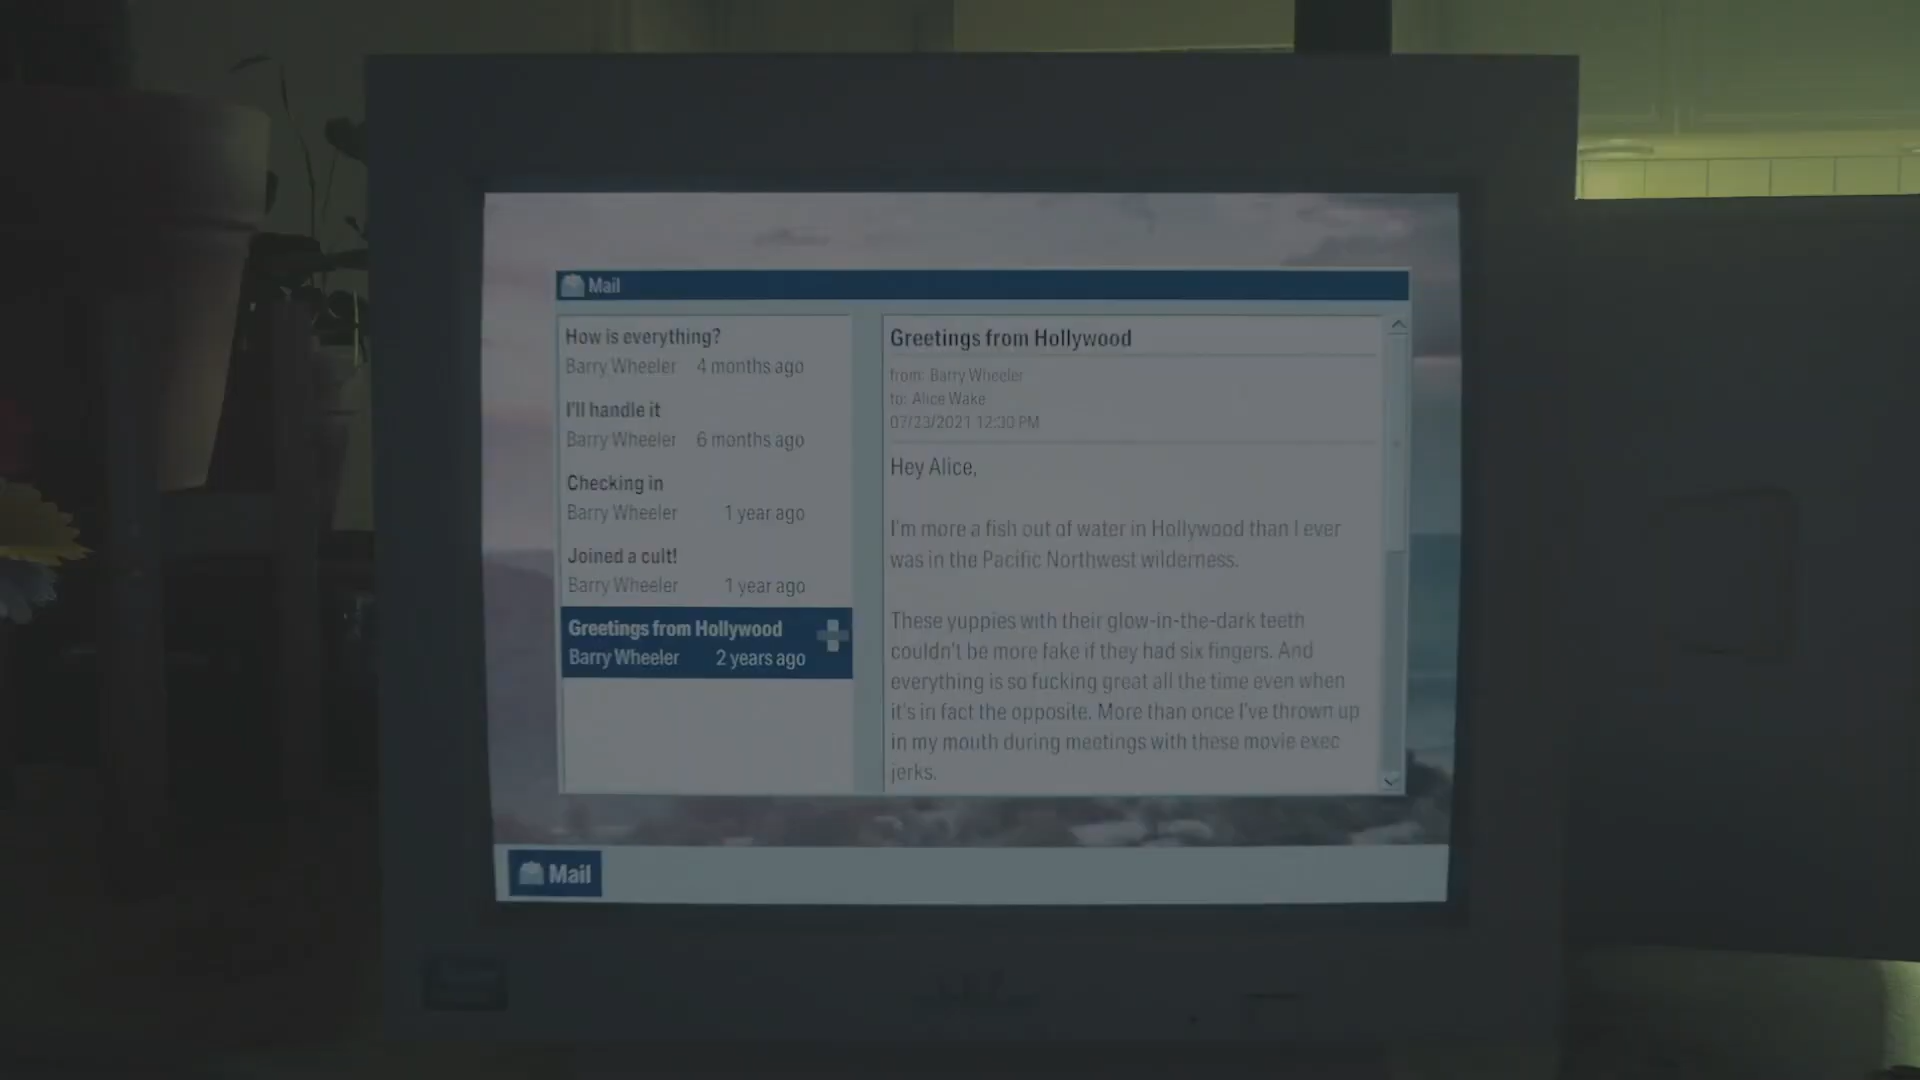 Mail
How is everything?
Barry Wheeler 4 months ago
I'll handle it
Barry Wheeler 6 months ago
Checking in
Barry Wheeler 1 year ago
Joined a cult!
Barry Wheeler 1 year ago
Greetings from Hollywood
Barry Wheeler 2 years ago
Greetings from Hollywood
from: Barry Wheeler
to: Alice Wake
07/23/2021 12:30 PM
Hey Alice,
I'm more a fish out of water in Hollywood than I ever
was in the Pacific Northwest wilderness.
These yuppies with their glow-in-the-dark teeth
couldn't be more fake if they had six fingers. And
everything is so fucking great all the time even when
it's in fact the opposite. More than once I've thrown up
in my mouth during meetings with these movie exec
jerks.
Mail